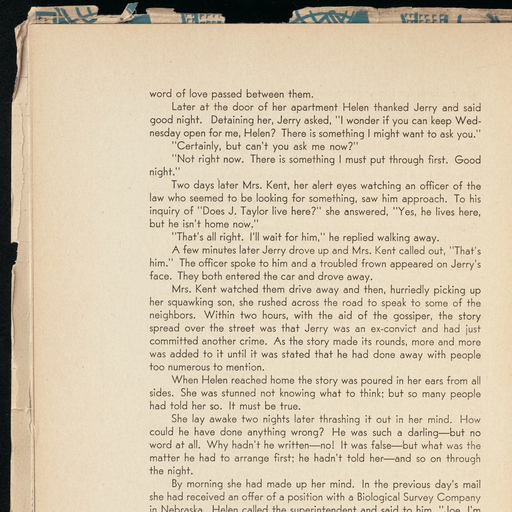 word of love passed between them.
Later at the door of her apartment Helen thanked Jerry and said
good night. Detaining her, Jerry asked, "I wonder if you can keep Wed-
nesday open for me, Helen? There is something I might want to ask you."
"Certainly, but can't you ask me now?"
"Not right now. There is something I must put through first. Good
night."
Two days later Mrs. Kent, her alert eyes watching an officer of the
law who seemed to be looking for something, saw him approach. To his
inquiry of "Does J. Taylor live here?" she answered, "Yes, he lives here,
but he isn't home now."
"That's all right. I'll wait for him," he replied walking away.
A few minutes later Jerry drove up and Mrs. Kent called out, "That's
him." The officer spoke to him and a troubled frown appeared on Jerry's
face. They both entered the car and drove away.
Mrs. Kent watched them drive away and then, hurriedly picking up
her squawking son, she rushed across the road to speak to some of the
neighbors. Within two hours, with the aid of the gossiper, the story
spread over the street was that Jerry was an ex-convict and had just
committed another crime. As the story made its rounds, more and more
was added to it until it was stated that he had done away with people
too numerous to mention.
When Helen reached home the story was poured in her ears from all
sides. She was stunned not knowing what to think; but so many people
had told her so. It must be true.
She lay awake two nights later thrashing it out in her mind. How
could he have done anything wrong? He was such a darling—but no
word at all. Why hadn't he written—no! It was false—but what was the
matter he had to arrange first; he hadn't told her—and so on through
the night.
By morning she had made up her mind. In the previous day's mail
she had received an offer of a position with a Biological Survey Company
in Nebraska. Helen called the superintendent and said to him, "Joe, I'm